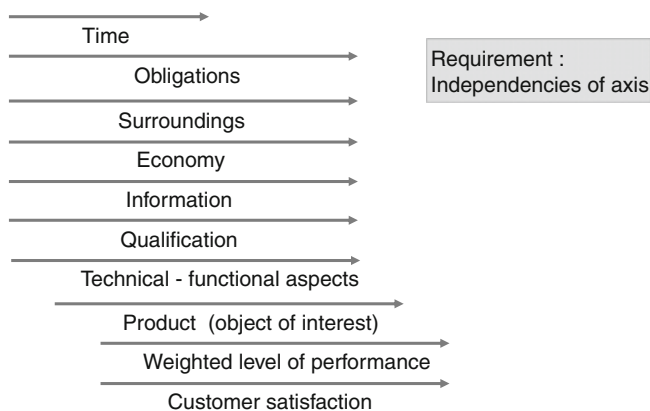 Time
Obligations
Requirement :
Independencies of axis
Surroundings
Economy
Information
Qualification
Technical - functional aspects
Product (object of interest)
Weighted level of performance
Customer satisfaction